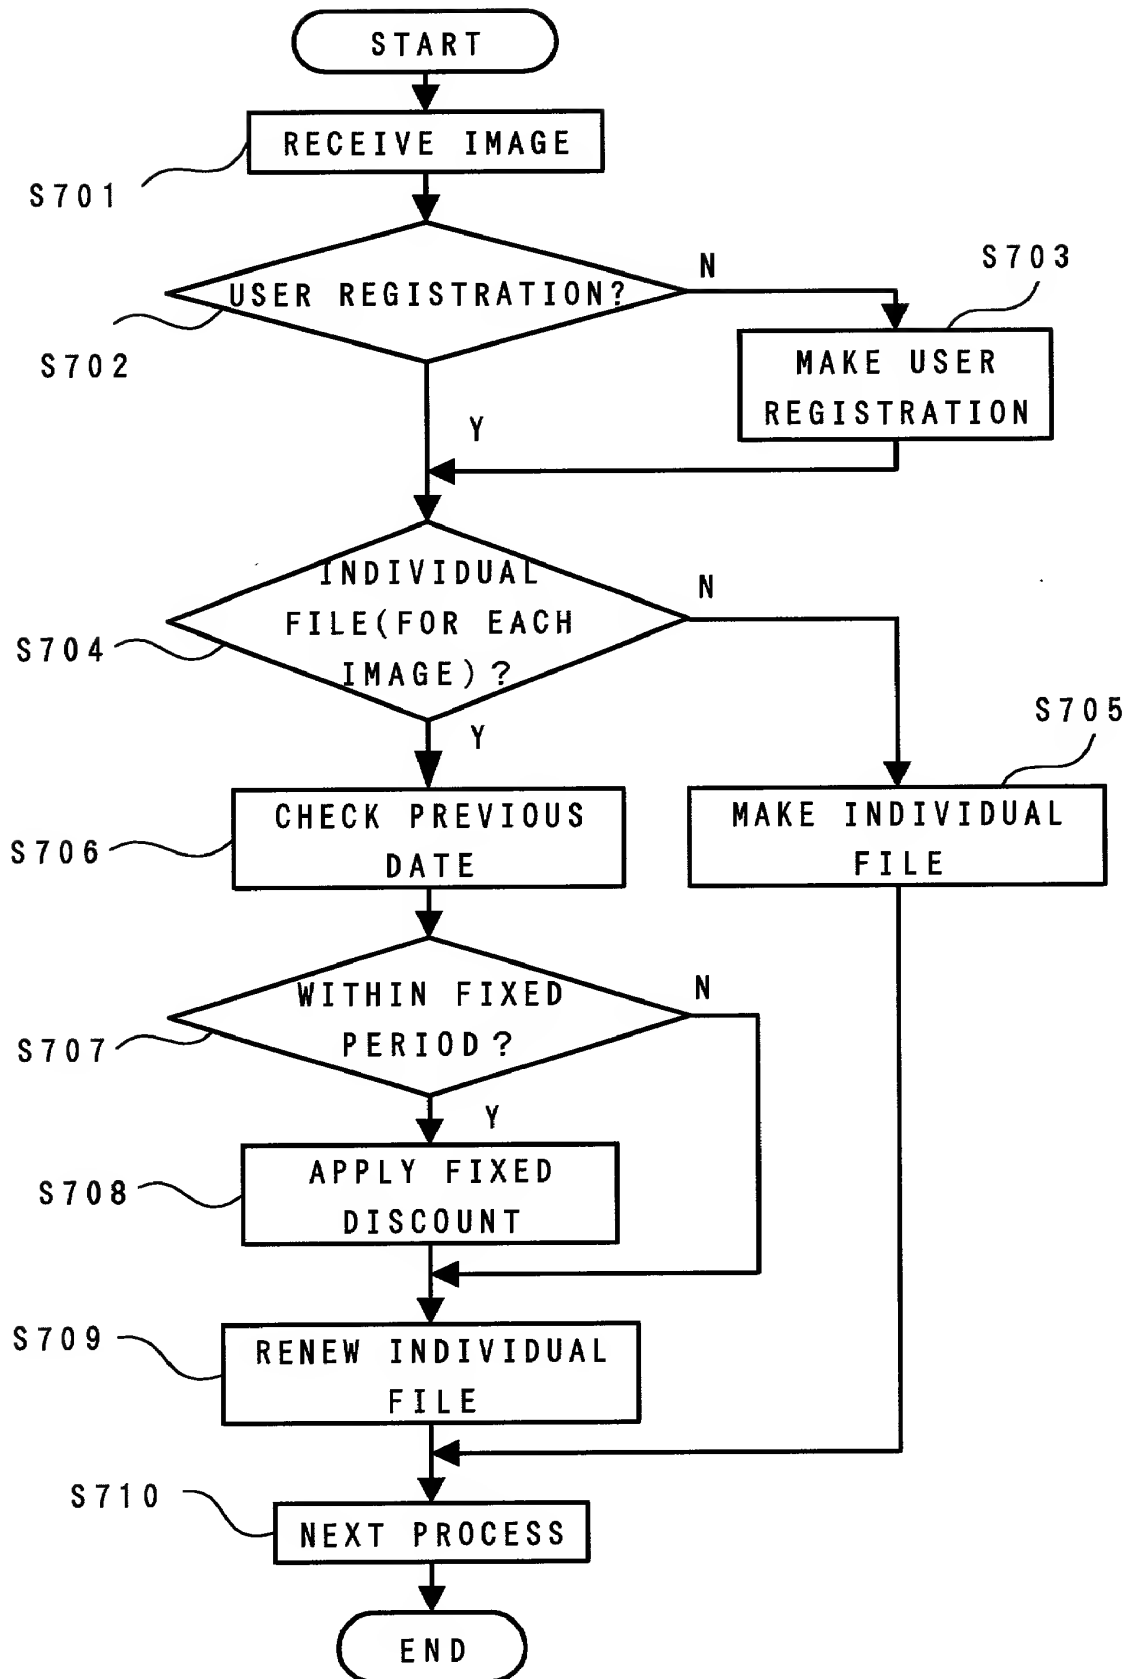 START
RECEIVE IMAGE
S701
USER REGISTRATION?
N
S703
S702
MAKE USER
REGISTRATION
Y
INDIVIDUAL
FILE(FOR EACH
IMAGE)?
N
S704
S705
Y
CHECK PREVIOUS
DATE
S706
MAKE INDIVIDUAL
FILE
WITHIN FIXED
PERIOD?
N
S707
Y
APPLY FIXED
DISCOUNT
S708
S709
RENEW INDIVIDUAL
FILE
S710
NEXT PROCESS
END